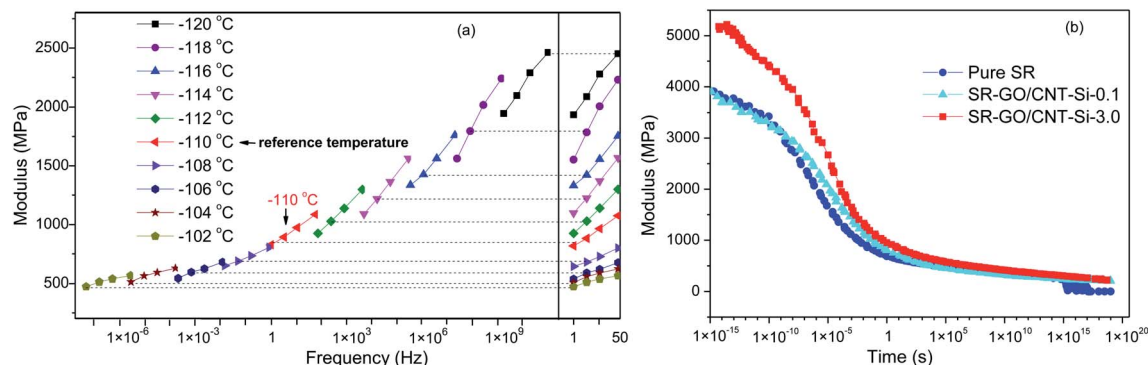 (a)
-120 °C
-118 °C
-116 °C
-114 °C
-112 °C
-110 °C
reference temperature
-108 °C
-106 °C
-104 °C
-102 °C
-110 °C
2500
2000
1500
1000
500
Modulus (MPa)
1×10-6
1×10-3
1
1×103
1×106
1×109
1
50
Frequency (Hz)
(b)
Pure SR
SR-GO/CNT-Si-0.1
SR-GO/CNT-Si-3.0
5000
4000
3000
2000
1000
0
Modulus (MPa)
1×10-15
1×10-10
1×10-5
1
1×105
1×1010
1×1015
1×1020
Time (s)